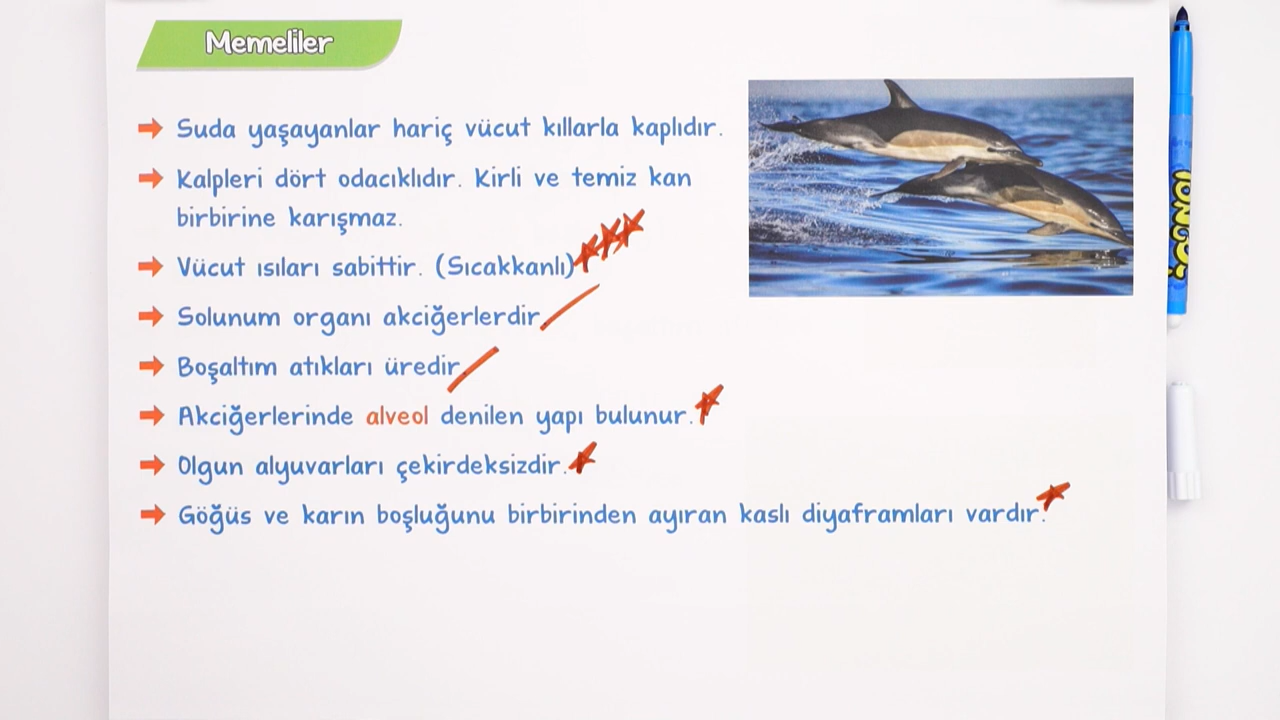 Memeliler
Suda yaşayanlar hariç vücut kıllarla kaplıdır.
Kalpleri dört odacıklıdır. Kirli ve temiz kan
birbirine karışmaz.
Vücut ısıları sabittir. (Sıcakkanlı)
Solunum organı akciğerlerdir.
Boşaltım atıkları üredir.
Akciğerlerinde alveol denilen yapı bulunur.
Olgun alyuvarları çekirdeksizdir.
Göğüs ve karın boşluğunu birbirinden ayıran kaslı diyaframları vardır.